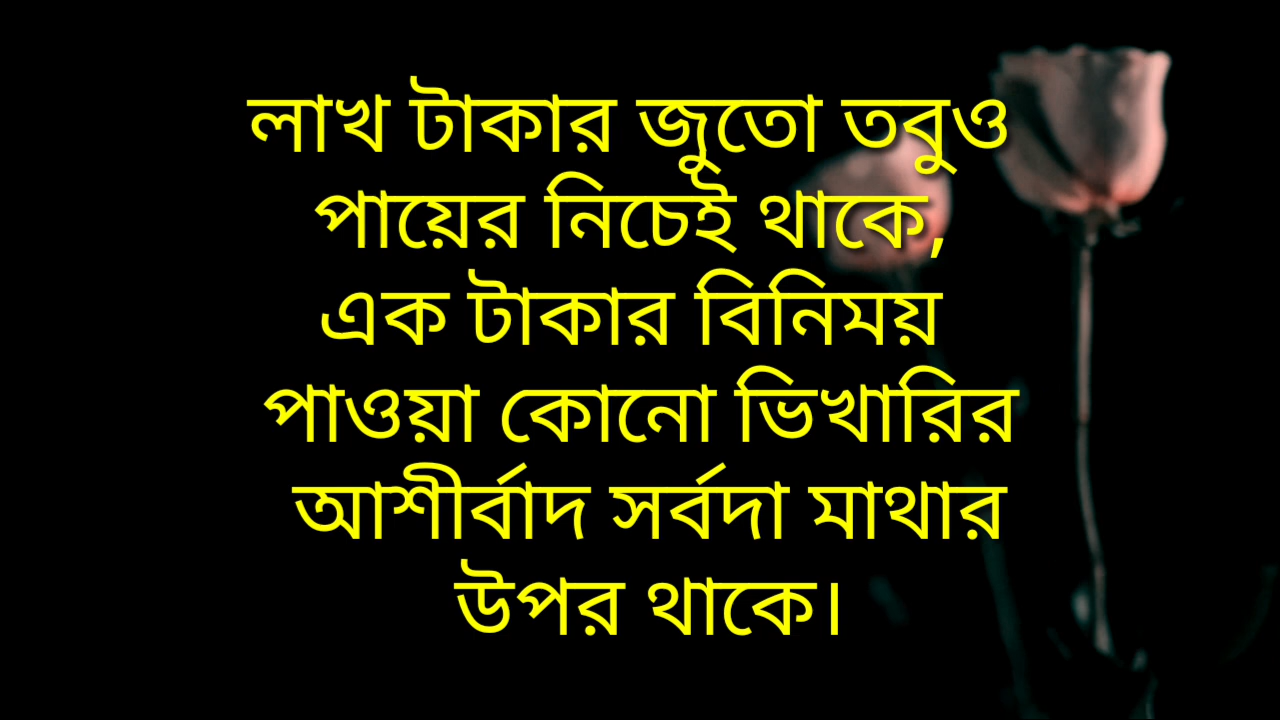 লাখ টাকার জুতো তবুও
পায়ের নিচেই থাকে,
এক টাকার বিনিময়
পাওয়া কোনো ভিখারির
আশীর্বাদ সর্বদা মাথার
উপর থাকে।